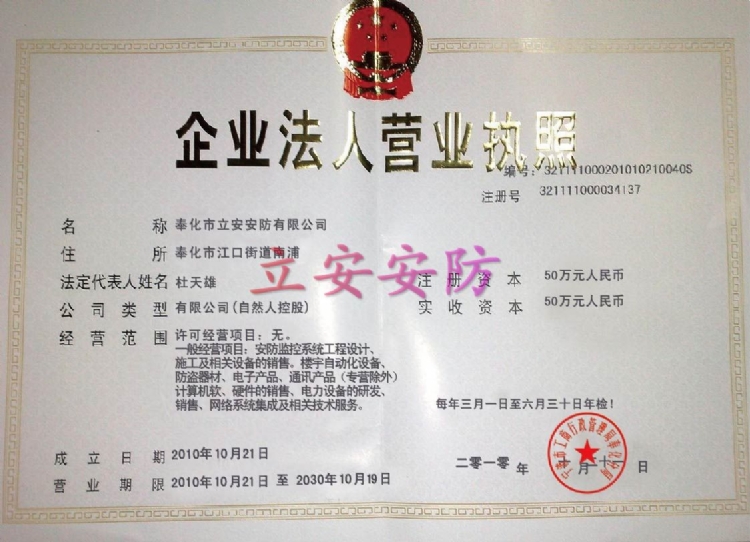 企业法人营业执照
编号：321111000201010210040S
注册号 321111000034137
名称 奉化市立安安防有限公司
住所 奉化市江口街道南浦
立安安防
法定代表人姓名 杜天雄
注册资本 50万元人民币
公司类型 有限公司(自然人控股)
实收资本 50万元人民币
经营范围 许可经营项目：无。
一般经营项目：安防监控系统工程设计、
施工及相关设备的销售。楼宇自动化设备、
防盗器材、电子产品、通讯产品（专营除外）
计算机软、硬件的销售、电力设备的研发、
销售、网络系统集成及相关技术服务。
每年三月一日至六月三十日年检！
成立日期 2010年10月21日
二零一零年 十月 十二日
营业期限 2010年10月21日 至 2030年10月19日